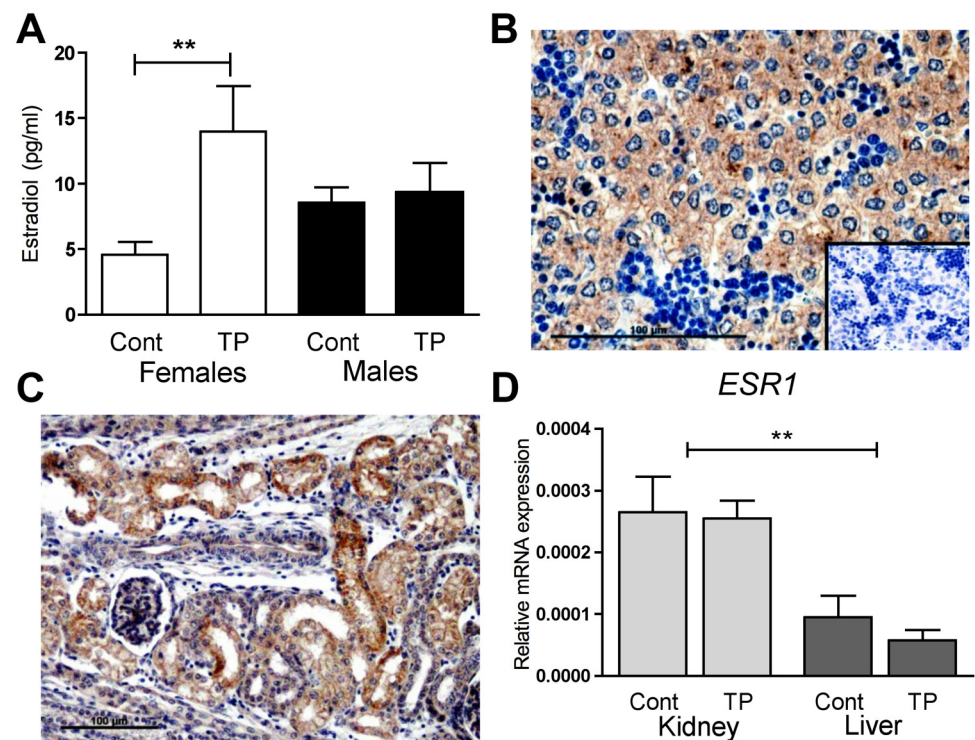 A
Estradiol (pg/ml)
20
15
10
5
0
**
Cont TP Cont TP
Females Males
B
100 µm
C
100 µm
D
ESR1
Relative mRNA expression
0.0004
0.0003
0.0002
0.0001
0.0000
**
Cont TP Cont TP
Kidney Liver